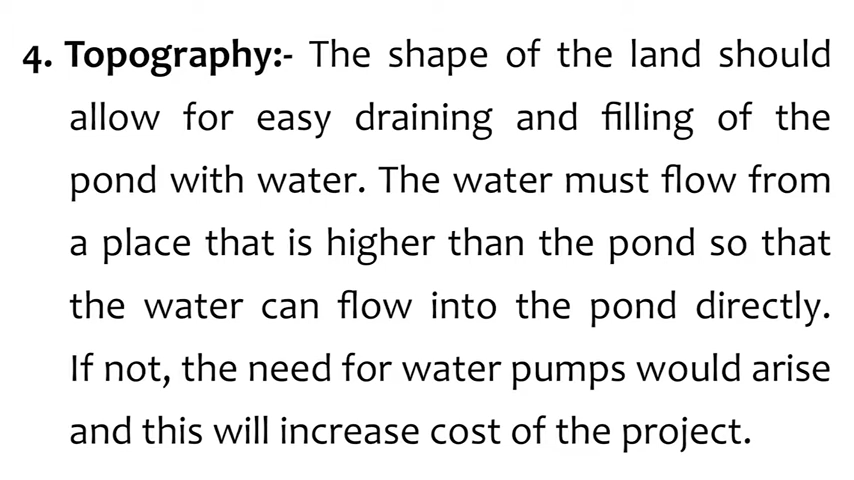 4. Topography:- The shape of the land should
allow for easy draining and filling of the
pond with water. The water must flow from
a place that is higher than the pond so that
the water can flow into the pond directly.
If not, the need for water pumps would arise
and this will increase cost of the project.